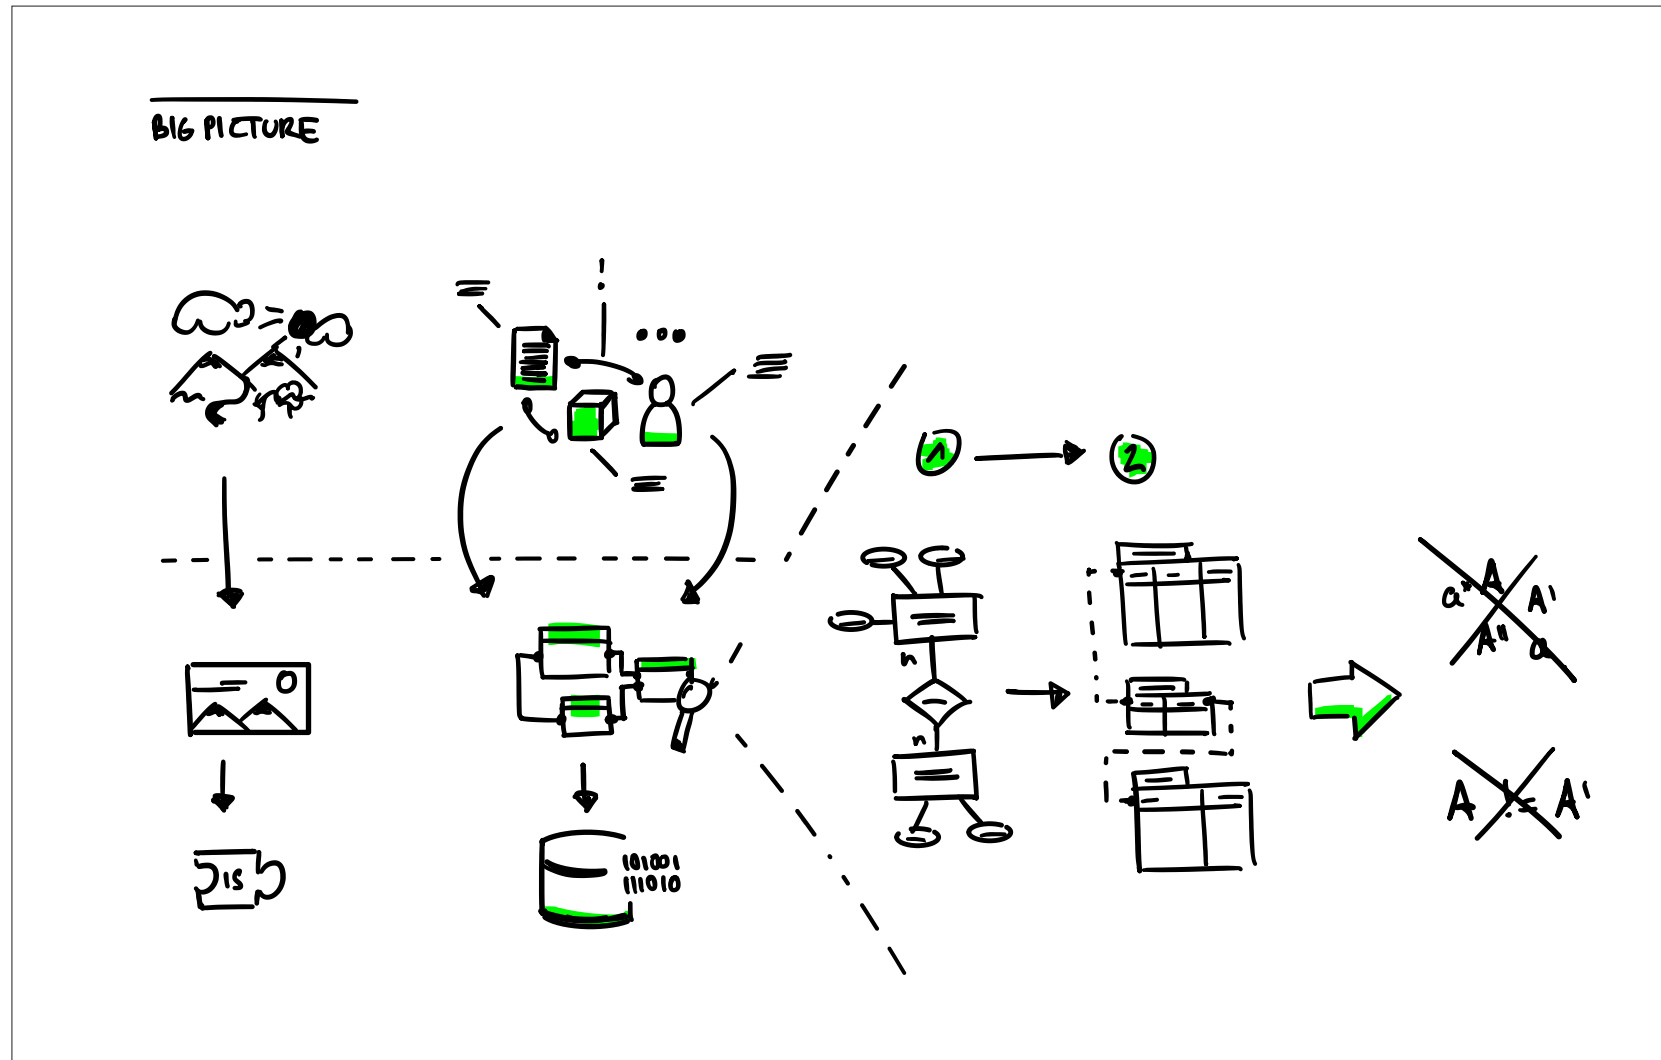 BIG PICTURE
1
2
n
n
A
a"
A'
A"
a
A != A'
IS
101001
111010